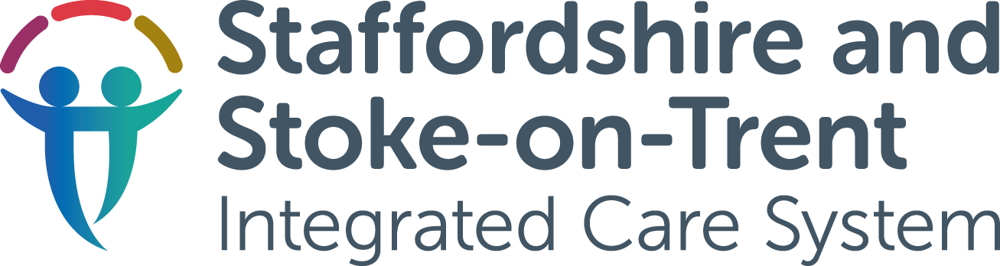 Staffordshire and
Stoke-on-Trent
Integrated Care System